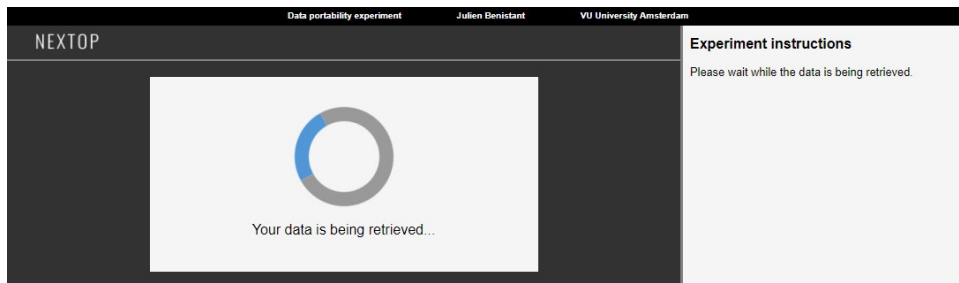 Data portability experiment Julien Benistant VU University Amsterdam
NEXTOP
Your data is being retrieved...
Experiment instructions
Please wait while the data is being retrieved.